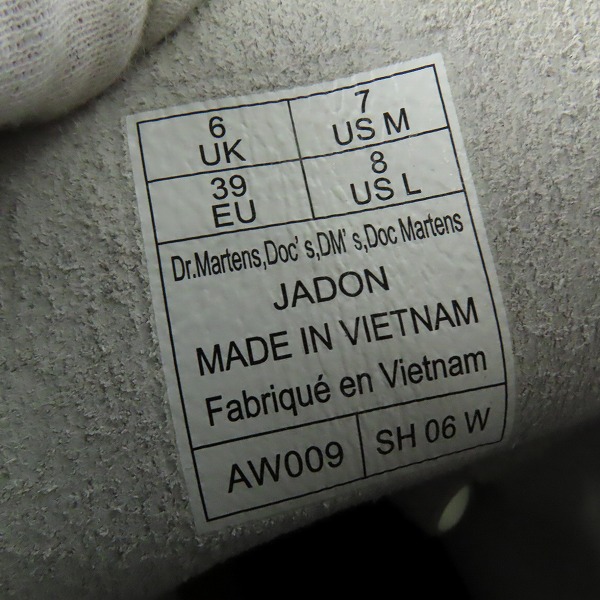 6 7
UK US M
39 8
EU US L
Dr.Martens,Doc' s,DM' s,Doc Martens
JADON
MADE IN VIETNAM
Fabriqué en Vietnam
AW009 SH 06 W